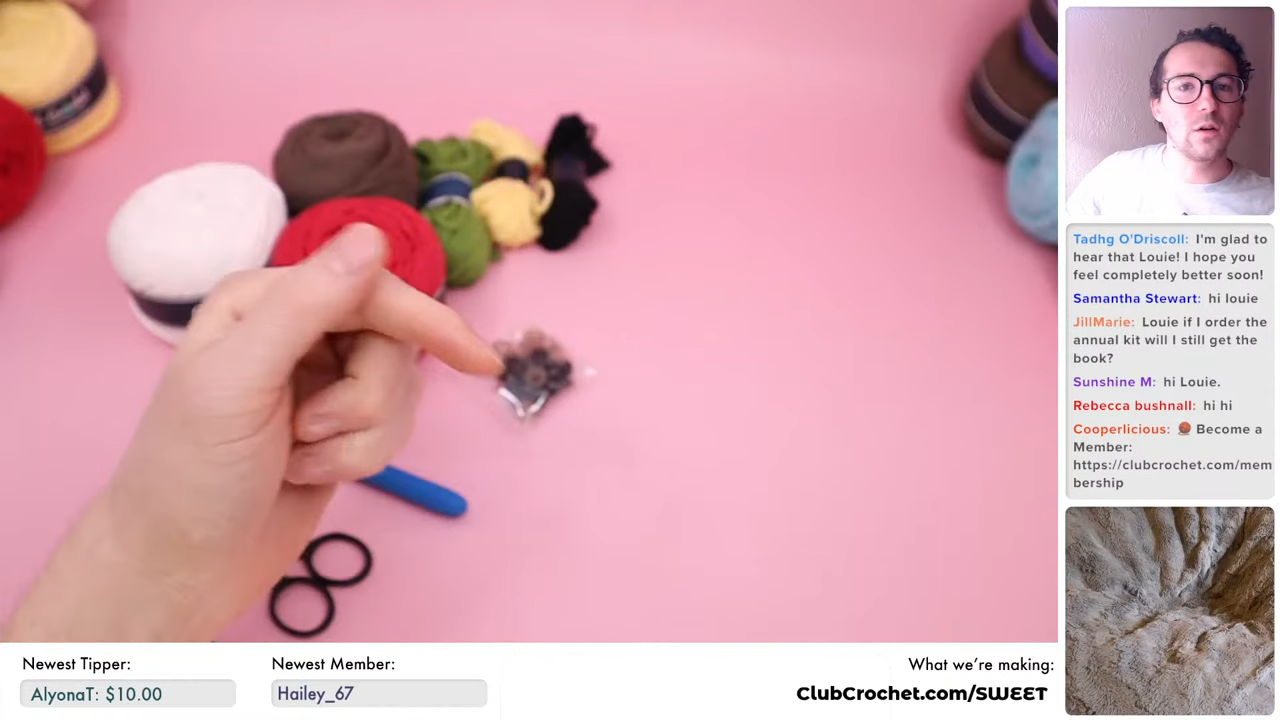 Tadhg O'Driscoll: I'm glad to
hear that Louie! I hope you
feel completely better soon!
Samantha Stewart: hi louie
JillMarie: Louie if I order the
annual kit will I still get the
book?
Sunshine M: hi Louie.
Rebecca bushnall: hi hi
Cooperlicious: 🧶 Become a
Member:
https://clubcrochet.com/mem
bership
Newest Tipper:
AlyonaT: $10.00
Newest Member:
Hailey_67
What we're making:
ClubCrochet.com/SWEET